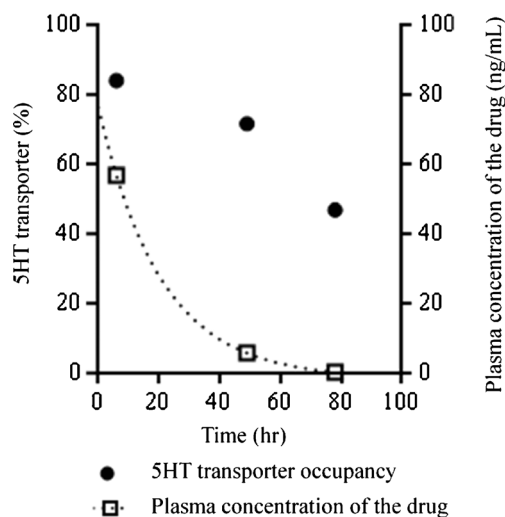 100
80
60
40
20
0
5HT transporter (%)
0 20 40 60 80 100
Time (hr)
100
80
60
40
20
0
Plasma concentration of the drug (ng/mL)
5HT transporter occupancy
Plasma concentration of the drug